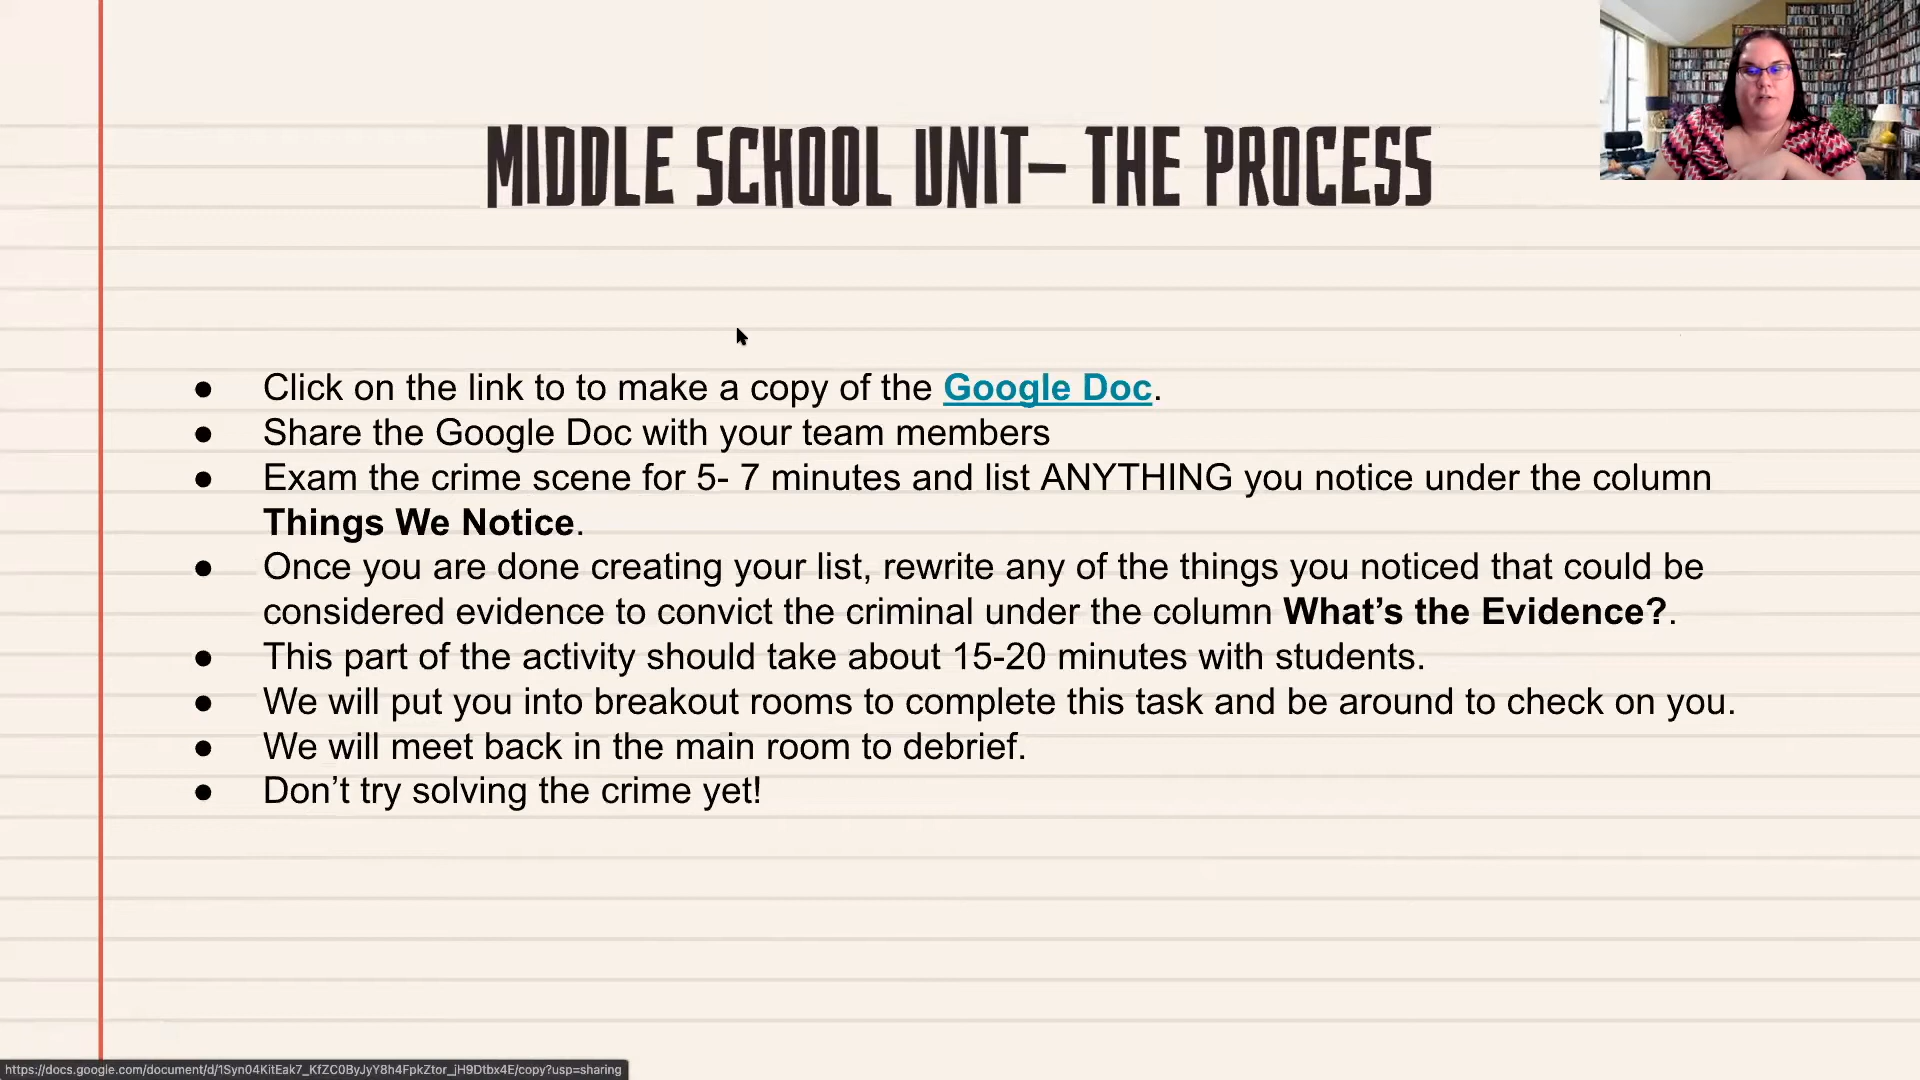 MIDDLE SCHOOL UNIT– THE PROCESS
● Click on the link to to make a copy of the Google Doc.
● Share the Google Doc with your team members
● Exam the crime scene for 5- 7 minutes and list ANYTHING you notice under the column
Things We Notice.
● Once you are done creating your list, rewrite any of the things you noticed that could be
considered evidence to convict the criminal under the column What’s the Evidence?.
● This part of the activity should take about 15-20 minutes with students.
● We will put you into breakout rooms to complete this task and be around to check on you.
● We will meet back in the main room to debrief.
● Don’t try solving the crime yet!
https://docs.google.com/document/d/1Syn04KitEak7_KfZC0ByJyY8h4FpkZtor_jH9Dtbx4E/copy?usp=sharing